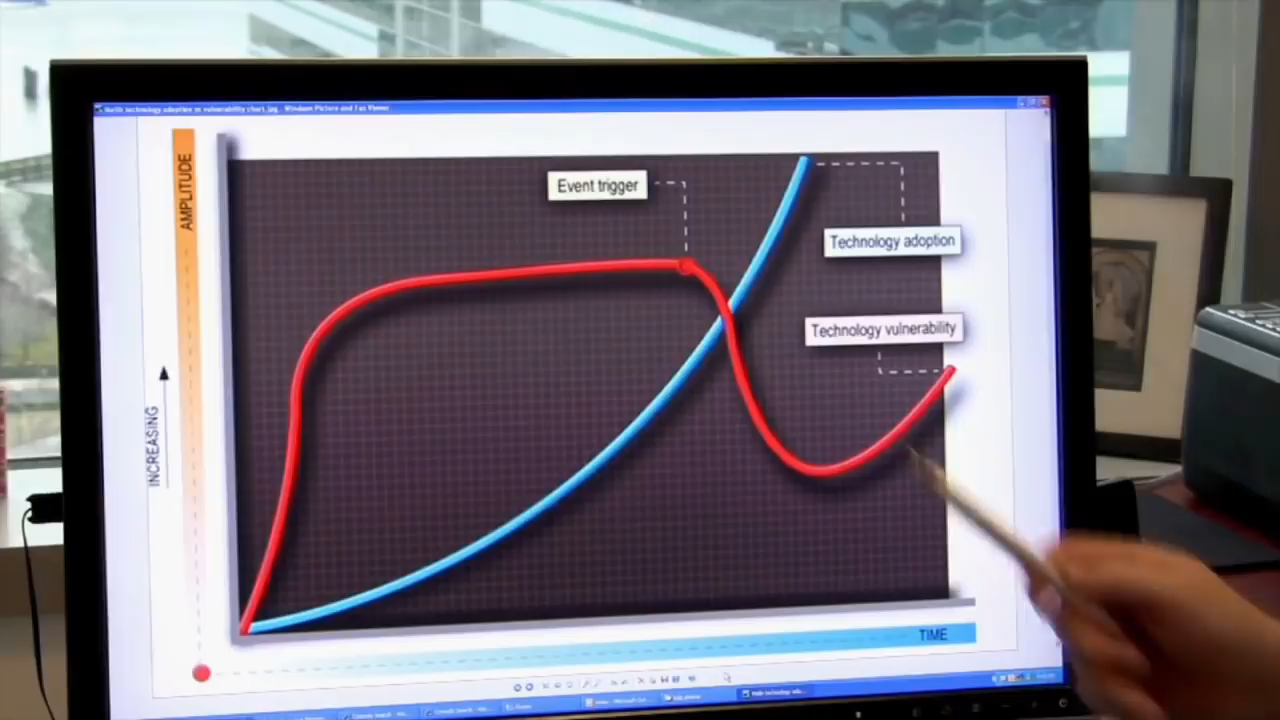 AMPLITUDE
Event trigger
Technology adoption
Technology vulnerability
INCREASING
TIME